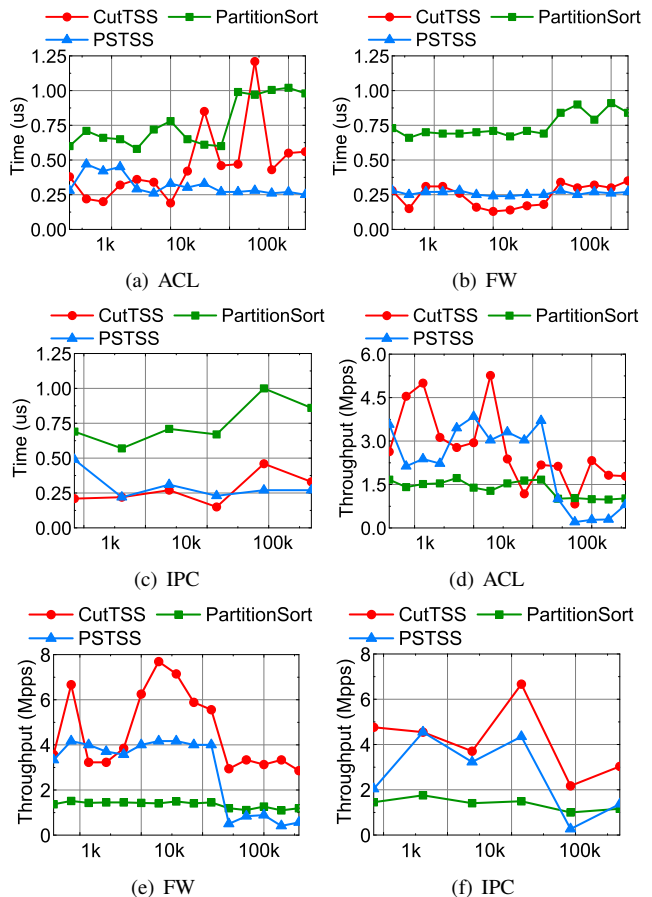 CutTSS PartitionSort
PSTSS
Time (us)
1.25
1.00
0.75
0.50
0.25
0.00
1k 10k 100k
(a) ACL
CutTSS PartitionSort
PSTSS
Time (us)
1.25
1.00
0.75
0.50
0.25
0.00
1k 10k 100k
(b) FW
CutTSS PartitionSort
PSTSS
Time (us)
1.25
1.00
0.75
0.50
0.25
0.00
1k 10k 100k
(c) IPC
CutTSS PartitionSort
PSTSS
Throughput (Mpps)
6.0
4.5
3.0
1.5
0.0
1k 10k 100k
(d) ACL
CutTSS PartitionSort
PSTSS
Throughput (Mpps)
8
6
4
2
0
1k 10k 100k
(e) FW
CutTSS PartitionSort
PSTSS
Throughput (Mpps)
8
6
4
2
0
1k 10k 100k
(f) IPC